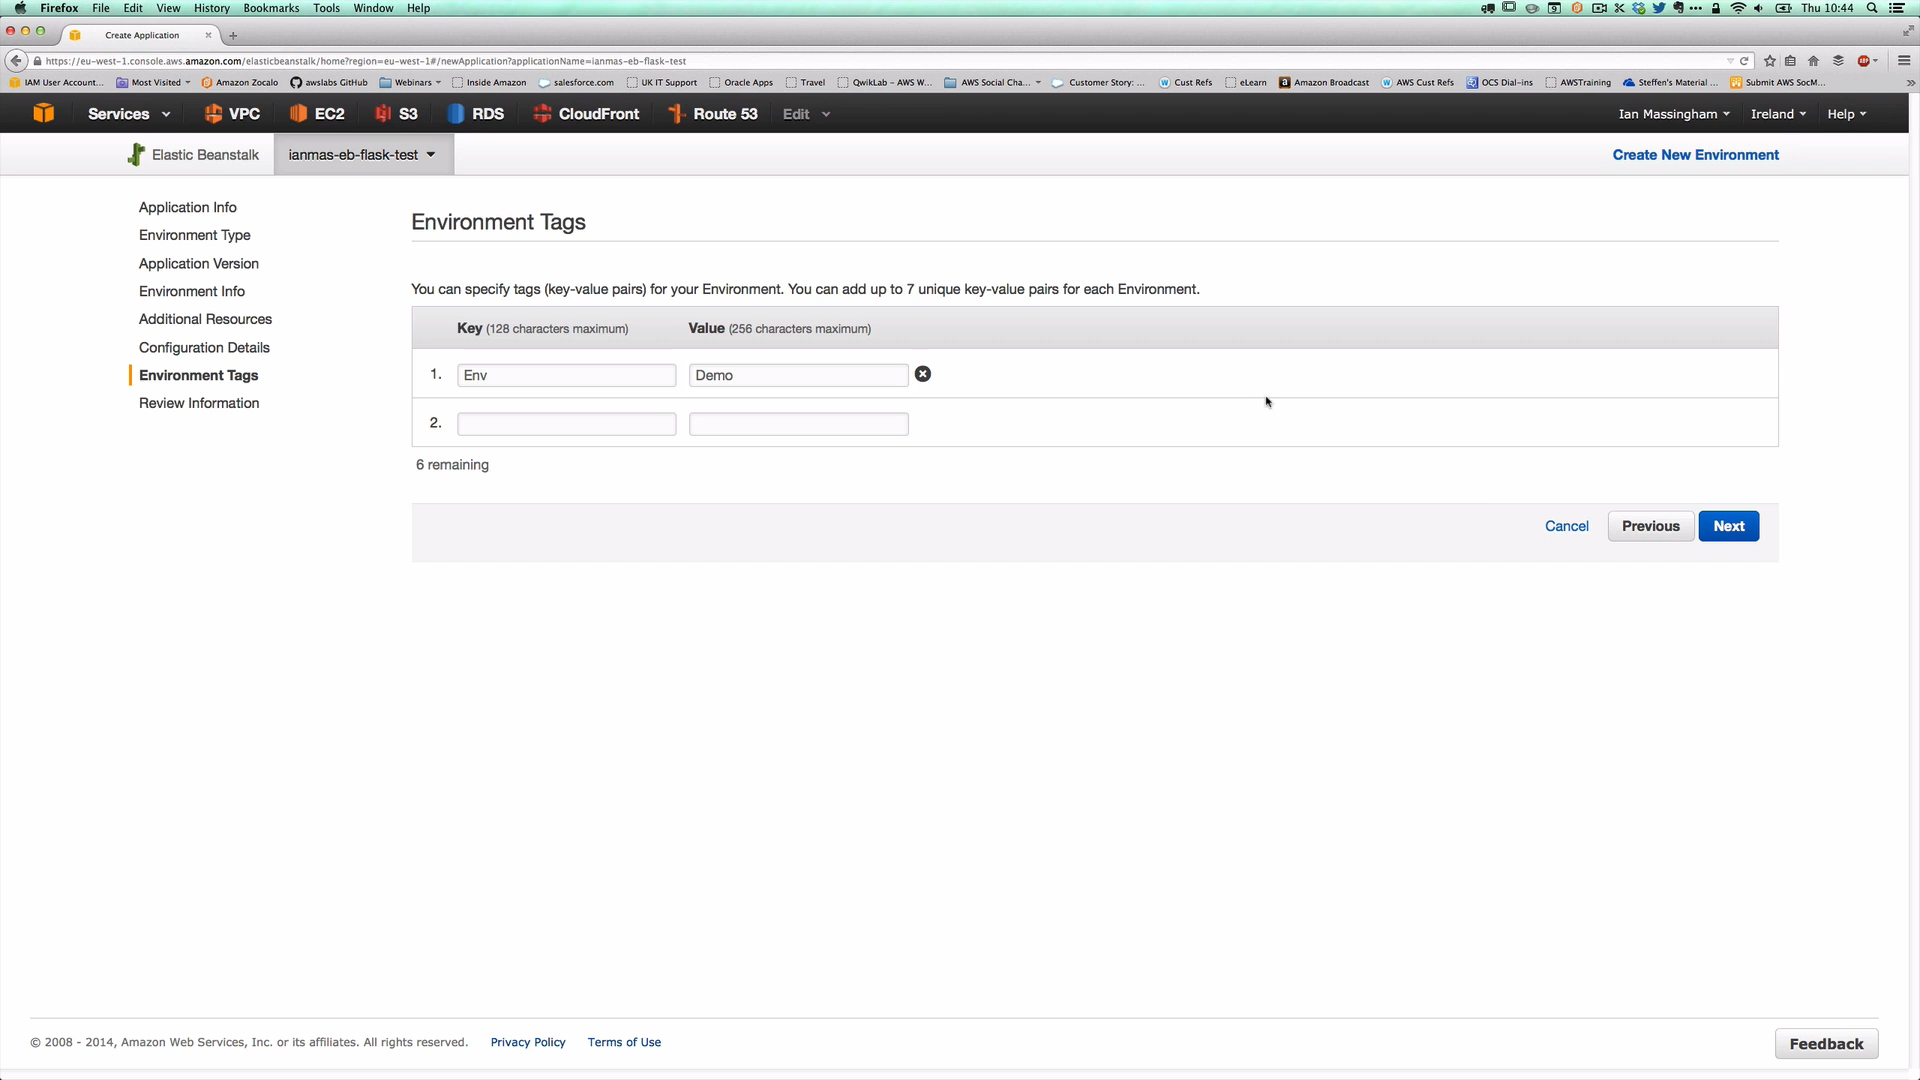 Firefox File Edit View History Bookmarks Tools Window Help Thu 10:44
Create Application
https://eu-west-1.console.aws.amazon.com/elasticbeanstalk/home?region=eu-west-1#/newApplication?applicationName=ianmas-eb-flask-test
IAM User Account... Most Visited Amazon Zocalo awslabs GitHub Webinars Inside Amazon salesforce.com UK IT Support Oracle Apps Travel QwikLab – AWS W... AWS Social Cha... Customer Story: ... Cust Refs eLearn Amazon Broadcast AWS Cust Refs OCS Dial-ins AWSTraining Steffen's Material ... Submit AWS SocM...
Services VPC EC2 S3 RDS CloudFront Route 53 Edit Ian Massingham Ireland Help
Elastic Beanstalk ianmas-eb-flask-test Create New Environment
Application Info
Environment Type
Application Version
Environment Info
Additional Resources
Configuration Details
Environment Tags
Review Information
Environment Tags
You can specify tags (key-value pairs) for your Environment. You can add up to 7 unique key-value pairs for each Environment.
Key (128 characters maximum) Value (256 characters maximum)
1. Env Demo
2.
6 remaining
Cancel Previous Next
© 2008 - 2014, Amazon Web Services, Inc. or its affiliates. All rights reserved. Privacy Policy Terms of Use
Feedback